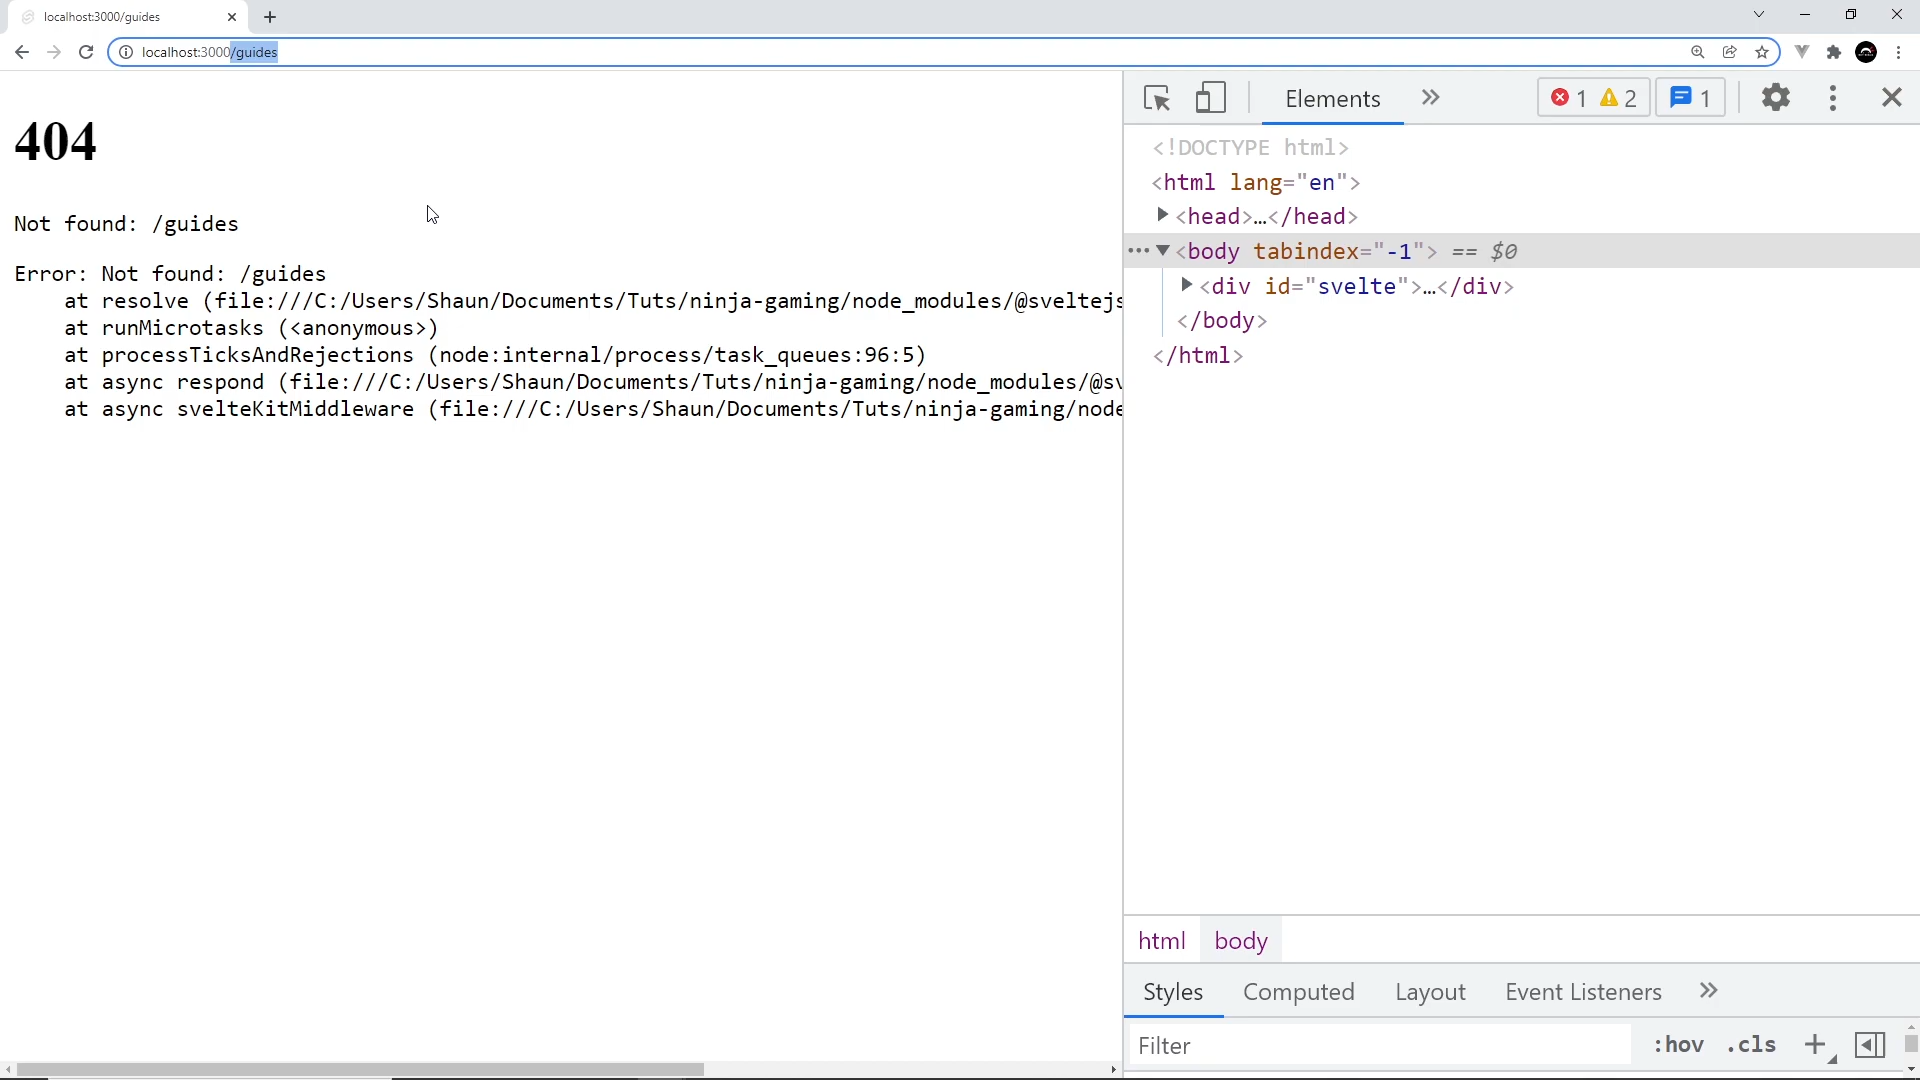 localhost:3000/guides
localhost:3000/guides
404
Not found: /guides
Error: Not found: /guides
at resolve (file:///C:/Users/Shaun/Documents/Tuts/ninja-gaming/node_modules/@sveltejs
at runMicrotasks (<anonymous>)
at processTicksAndRejections (node:internal/process/task_queues:96:5)
at async respond (file:///C:/Users/Shaun/Documents/Tuts/ninja-gaming/node_modules/@sv
at async svelteKitMiddleware (file:///C:/Users/Shaun/Documents/Tuts/ninja-gaming/node
Elements
1 2 1
<!DOCTYPE html>
<html lang="en">
<head>…</head>
<body tabindex="-1"> == $0
<div id="svelte">…</div>
</body>
</html>
html body
Styles Computed Layout Event Listeners
Filter :hov .cls